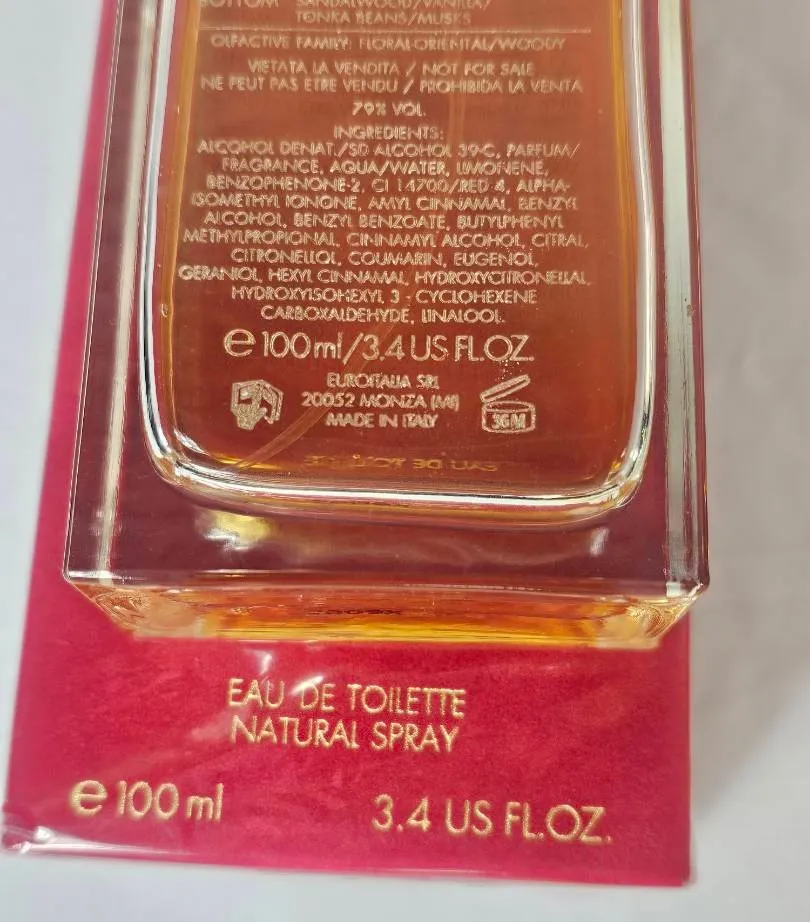 BOTTOM SANDALWOOD/VANILLA/
TONKA BEANS/MUSKS
OLFACTIVE FAMILY: FLORAL-ORIENTAL/WOODY
VIETATA LA VENDITA / NOT FOR SALE
NE PEUT PAS ETRE VENDU / PROHIBIDA LA VENTA
79% VOL.
INGREDIENTS:
ALCOHOL DENAT./SD ALCOHOL 39-C, PARFUM/
FRAGRANCE, AQUA/WATER, LIMONENE,
BENZOPHENONE-2, CI 14700/RED 4, ALPHA-
ISOMETHYL IONONE, AMYL CINNAMAL, BENZYL
ALCOHOL, BENZYL BENZOATE, BUTYLPHENYL
METHYLPROPIONAL, CINNAMYL ALCOHOL, CITRAL,
CITRONELLOL, COUMARIN, EUGENOL,
GERANIOL, HEXYL CINNAMAL, HYDROXYCITRONELLAL,
HYDROXYISOHEXYL 3 - CYCLOHEXENE
CARBOXALDEHYDE, LINALOOL.
e 100 ml/3.4 US FL.OZ.
EUROITALIA SRL
20052 MONZA (MI)
MADE IN ITALY
36M
EAU DE TOILETTE
NATURAL SPRAY
e 100 ml 3.4 US FL.OZ.